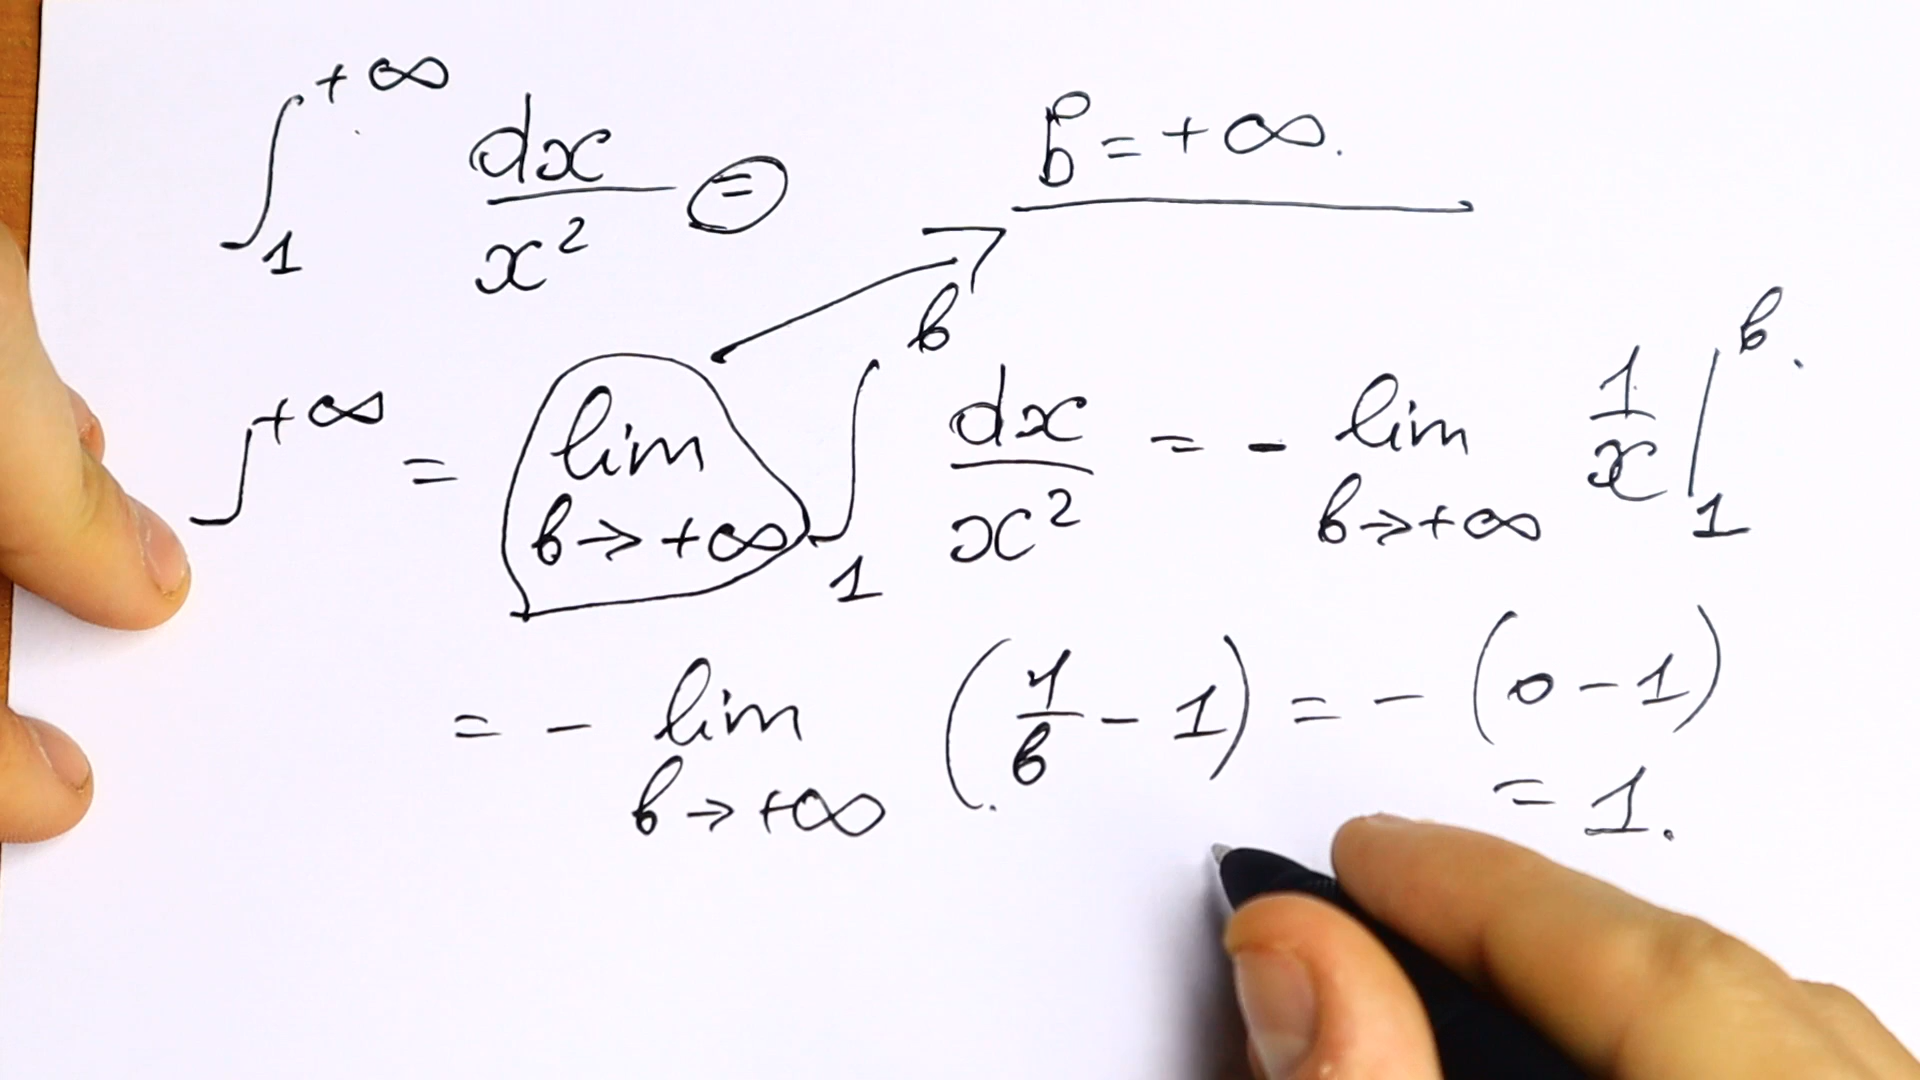 ∫₁^{+∞} dx/x² =
b = +∞.
∫^{+∞} = lim_{b→+∞} ∫₁^b dx/x² = - lim_{b→+∞} 1/x |₁^b.
= - lim_{b→+∞} (1/b - 1) = - (0 - 1)
= 1.